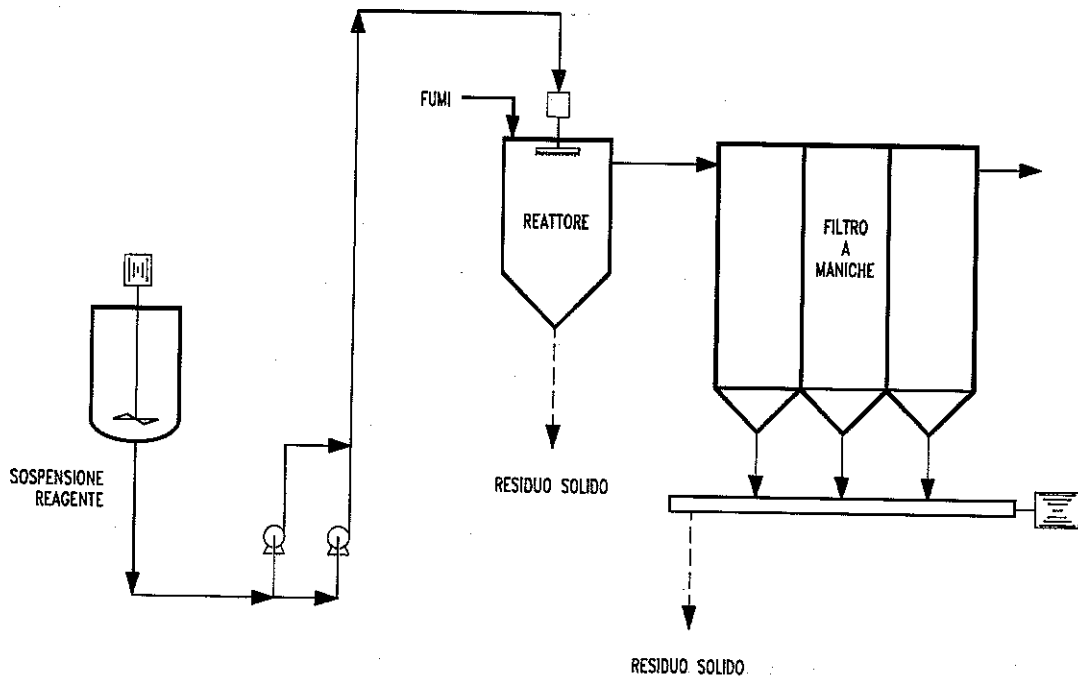 FUMI
REATTORE
FILTRO
A
MANICHE
SOSPENSIONE
REAGENTE
RESIDUO SOLIDO
RESIDUO SOLIDO